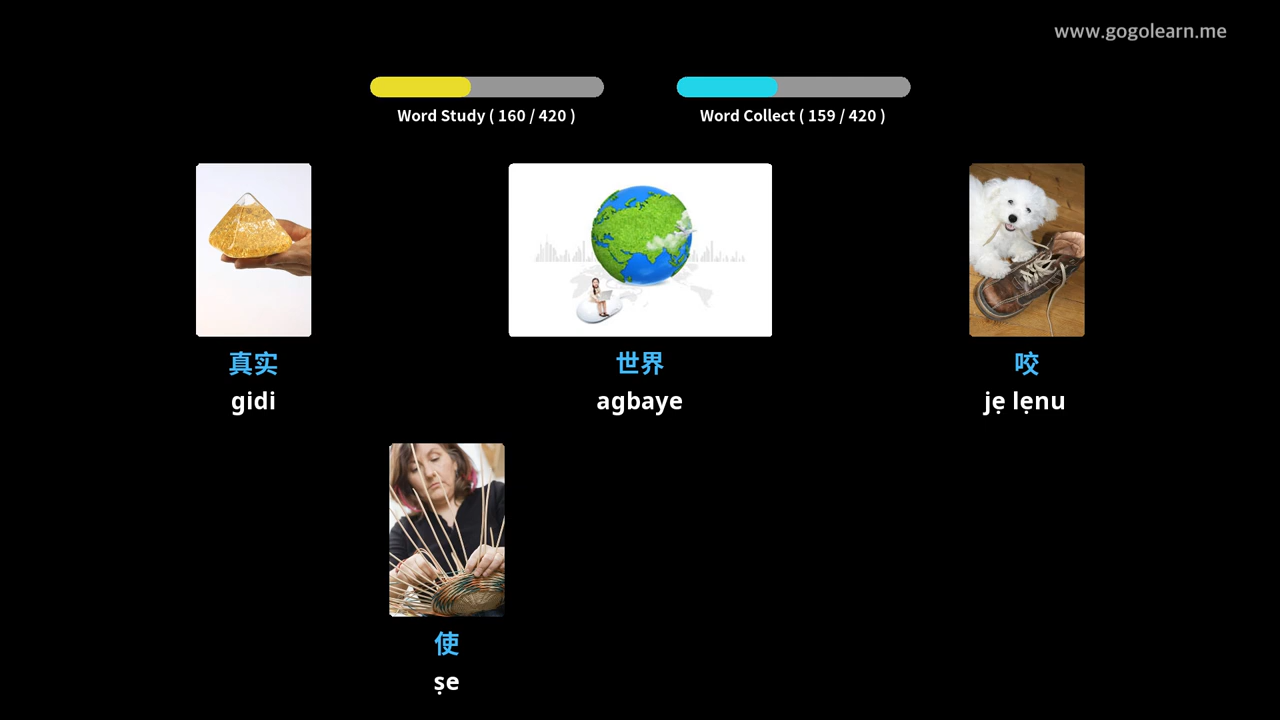 www.gogolearn.me
Word Study ( 160 / 420 )
Word Collect ( 159 / 420 )
真实
世界
咬
gidi
agbaye
jẹ lẹnu
使
ṣe